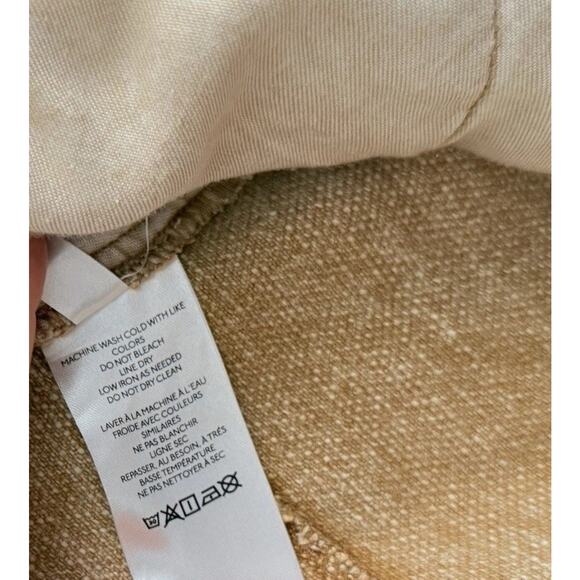 MACHINE WASH COLD WITH LIKE
COLORS
DO NOT BLEACH
LINE DRY
LOW IRON AS NEEDED
DO NOT DRY CLEAN
LAVER À LA MACHINE À L'EAU
FROIDE AVEC COULEURS
SIMILAIRES
NE PAS BLANCHIR
LIGNE SEC
REPASSER, AU BESOIN, À TRÉS
BASSE TEMPÉRATURE
NE PAS NETTOYER À SEC